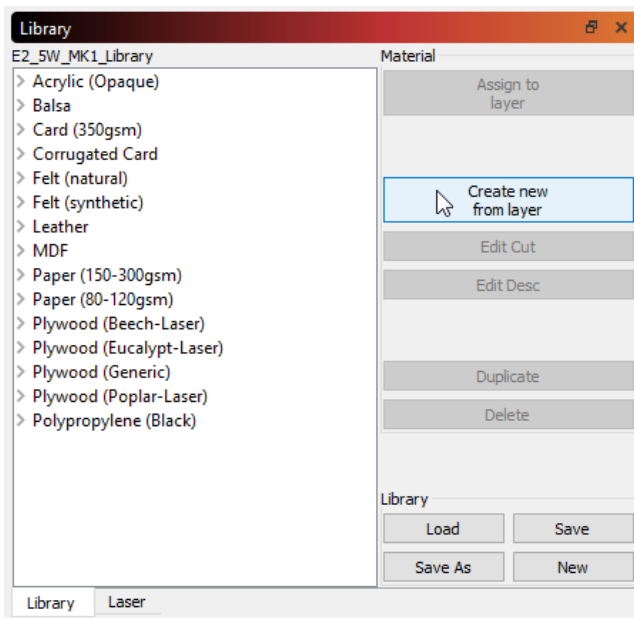 Library
E2_5W_MK1_Library
Acrylic (Opaque)
Balsa
Card (350gsm)
Corrugated Card
Felt (natural)
Felt (synthetic)
Leather
MDF
Paper (150-300gsm)
Paper (80-120gsm)
Plywood (Beech-Laser)
Plywood (Eucalypt-Laser)
Plywood (Generic)
Plywood (Poplar-Laser)
Polypropylene (Black)
Material
Assign to
layer
Create new
from layer
Edit Cut
Edit Desc
Duplicate
Delete
Library
Load
Save
Save As
New
Library
Laser